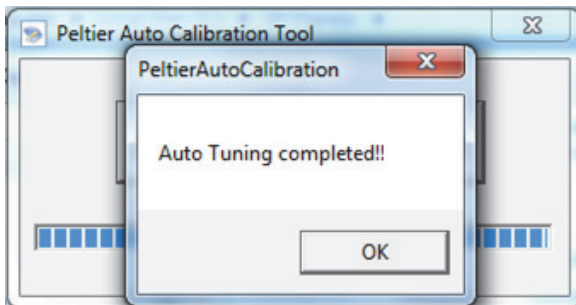 Peltier Auto Calibration Tool
PeltierAutoCalibration
Auto Tuning completed!!
OK